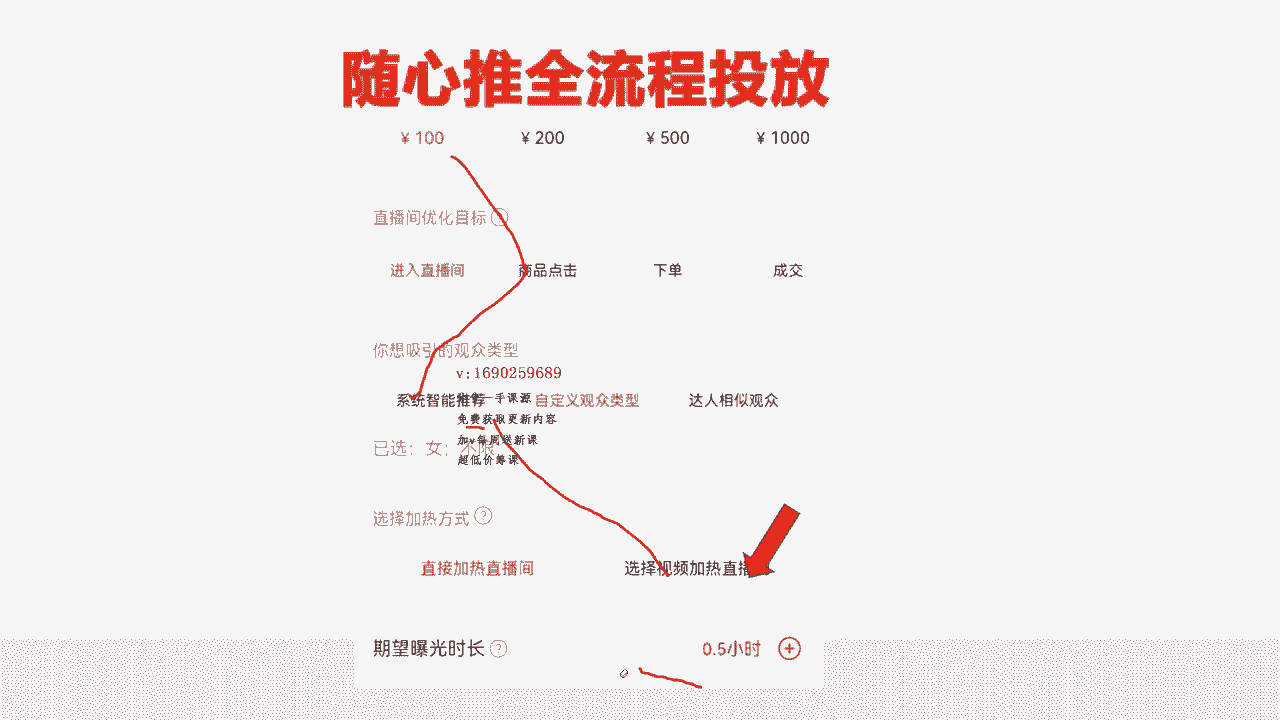 随心推全流程投放
¥ 100 ¥ 200 ¥ 500 ¥ 1000
直播间优化目标 ?
进入直播间 商品点击 下单 成交
你想吸引的观众类型
v:1690259689
系统智能推荐 一手课源 自定义观众类型 达人相似观众
免费获取更新内容
加v每周送新课
已选：女；不限
超低价筹课
选择加热方式 ?
直接加热直播间 选择视频加热直播
期望曝光时长 ? 0.5小时 +